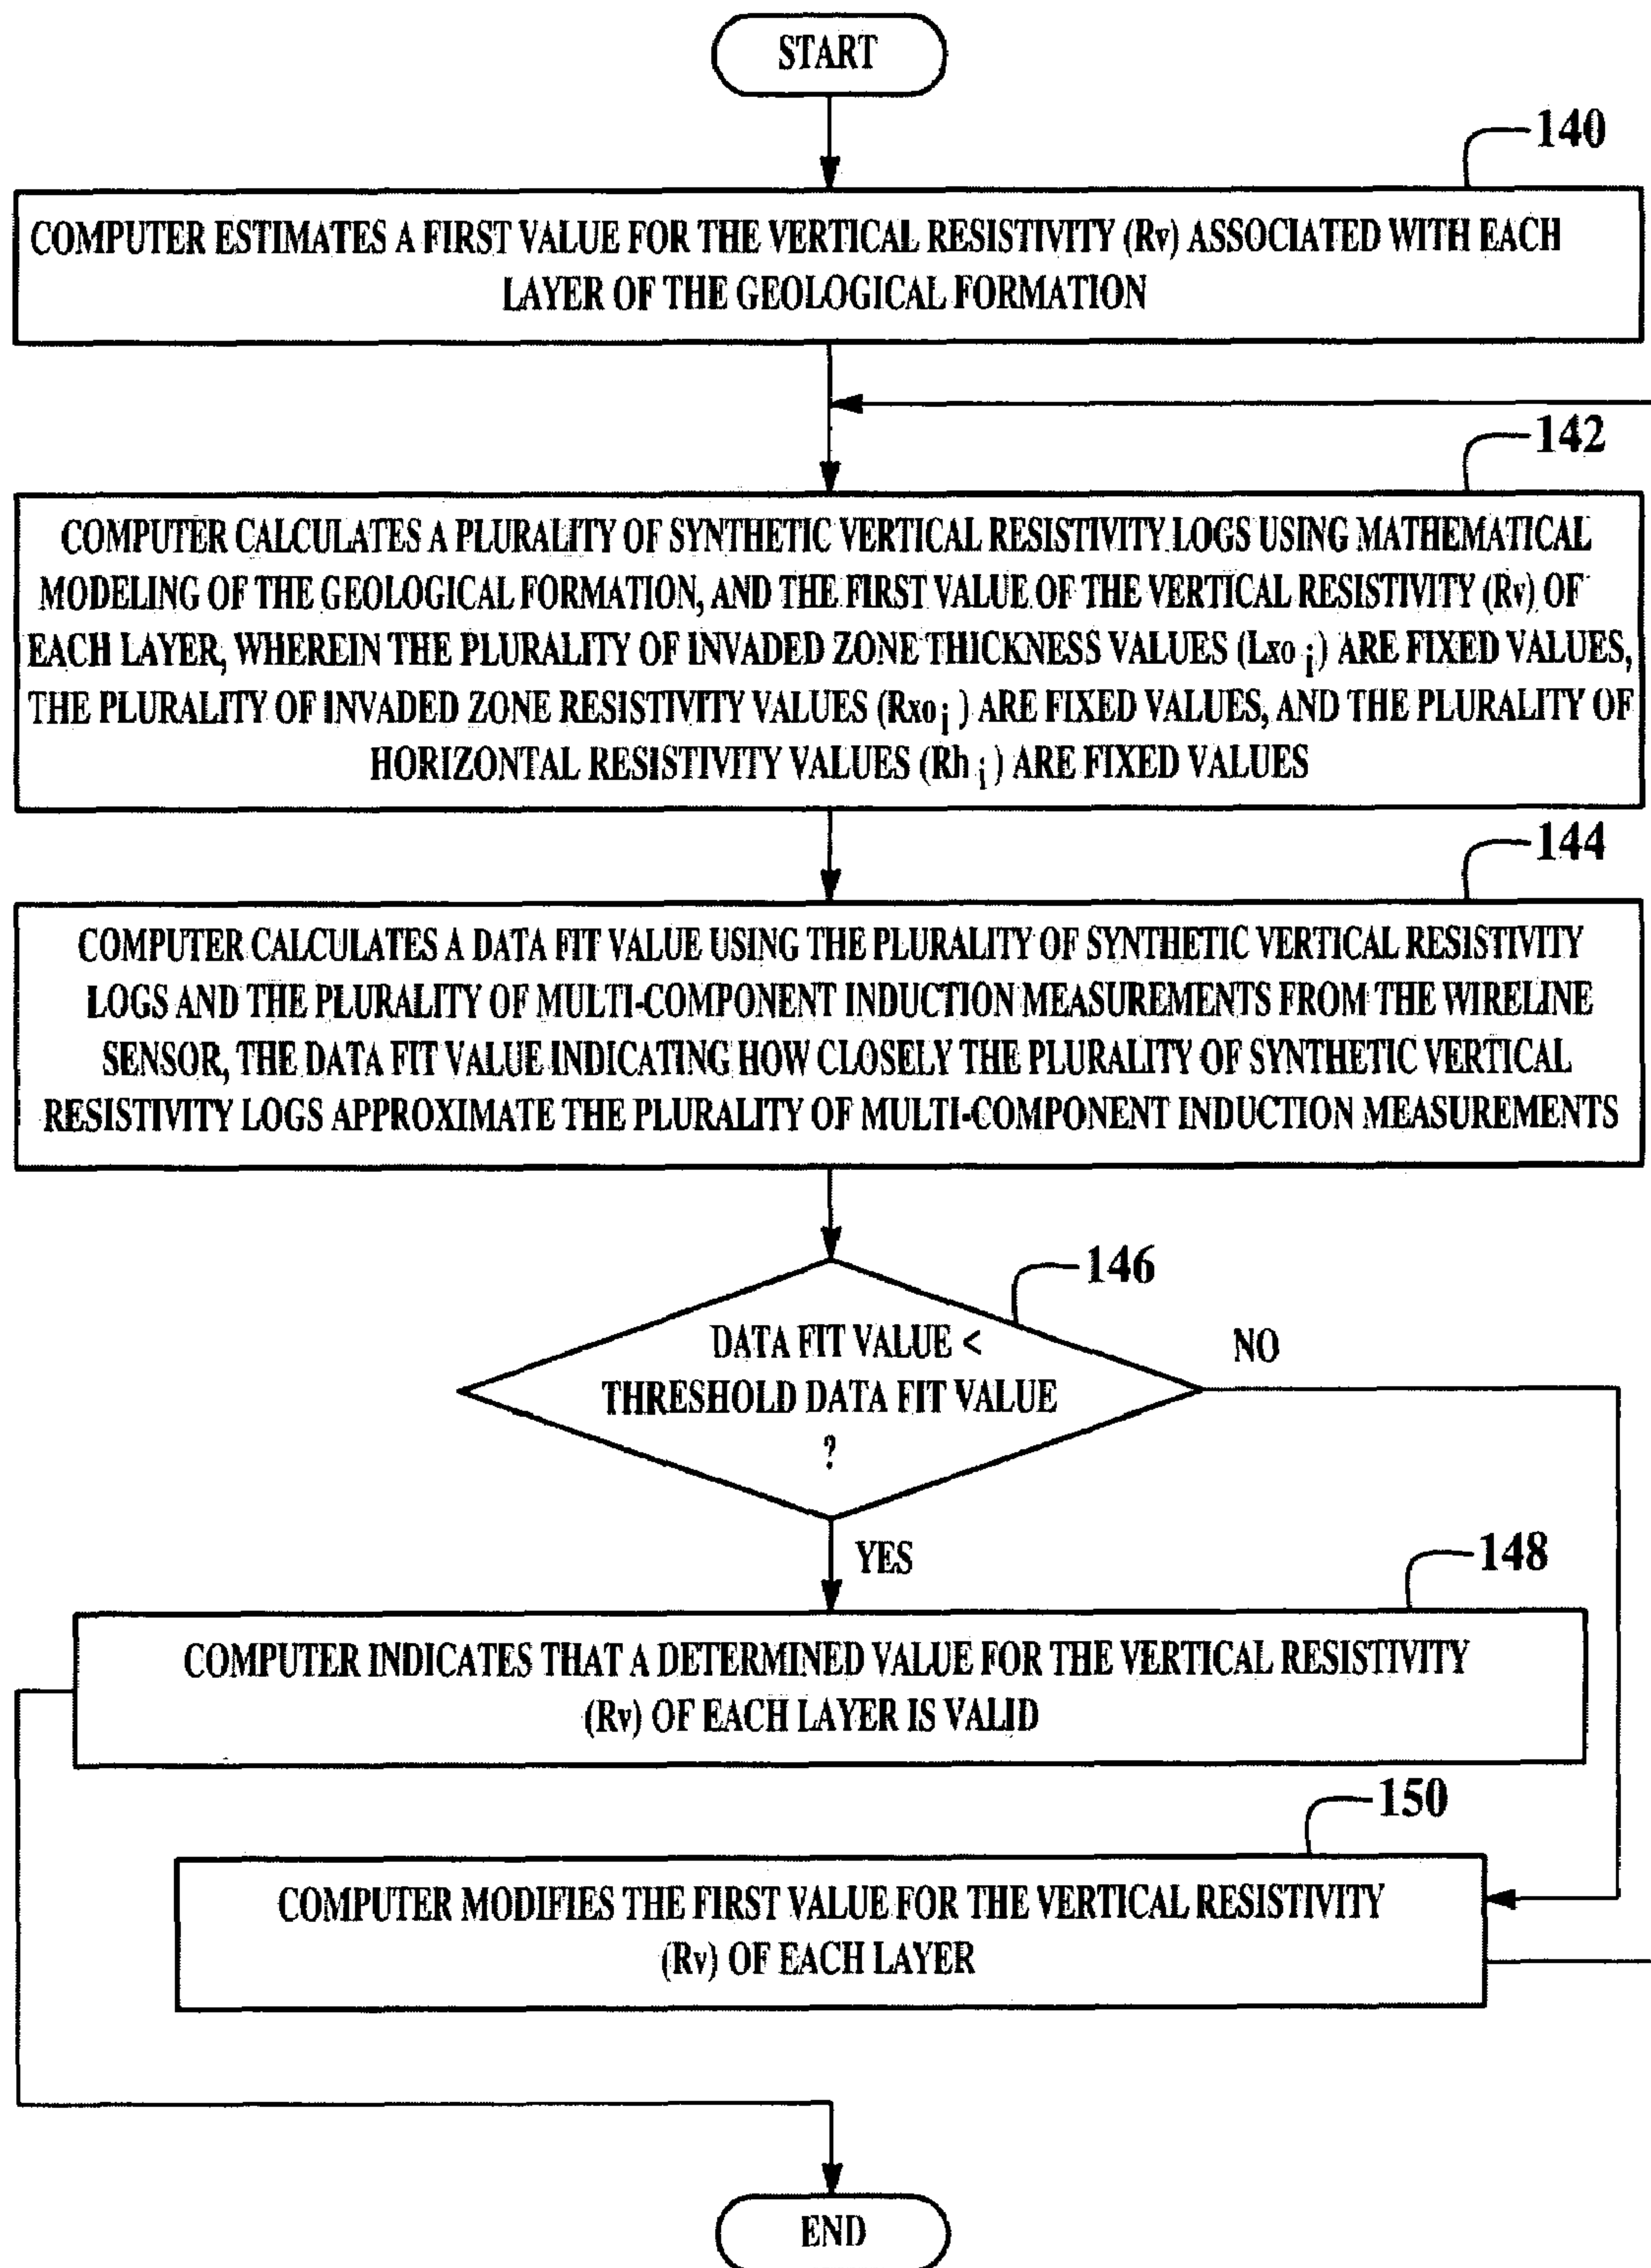 START
140
COMPUTER ESTIMATES A FIRST VALUE FOR THE VERTICAL RESISTIVITY (Rv) ASSOCIATED WITH EACH
LAYER OF THE GEOLOGICAL FORMATION
142
COMPUTER CALCULATES A PLURALITY OF SYNTHETIC VERTICAL RESISTIVITY LOGS USING MATHEMATICAL
MODELING OF THE GEOLOGICAL FORMATION, AND THE FIRST VALUE OF THE VERTICAL RESISTIVITY (Rv) OF
EACH LAYER, WHEREIN THE PLURALITY OF INVADED ZONE THICKNESS VALUES (Lxo i) ARE FIXED VALUES,
THE PLURALITY OF INVADED ZONE RESISTIVITY VALUES (Rxo i) ARE FIXED VALUES, AND THE PLURALITY OF
HORIZONTAL RESISTIVITY VALUES (Rh i) ARE FIXED VALUES
144
COMPUTER CALCULATES A DATA FIT VALUE USING THE PLURALITY OF SYNTHETIC VERTICAL RESISTIVITY
LOGS AND THE PLURALITY OF MULTI-COMPONENT INDUCTION MEASUREMENTS FROM THE WIRELINE
SENSOR, THE DATA FIT VALUE INDICATING HOW CLOSELY THE PLURALITY OF SYNTHETIC VERTICAL
RESISTIVITY LOGS APPROXIMATE THE PLURALITY OF MULTI-COMPONENT INDUCTION MEASUREMENTS
146
DATA FIT VALUE <
THRESHOLD DATA FIT VALUE
?
NO
YES
148
COMPUTER INDICATES THAT A DETERMINED VALUE FOR THE VERTICAL RESISTIVITY
(Rv) OF EACH LAYER IS VALID
150
COMPUTER MODIFIES THE FIRST VALUE FOR THE VERTICAL RESISTIVITY
(Rv) OF EACH LAYER
END